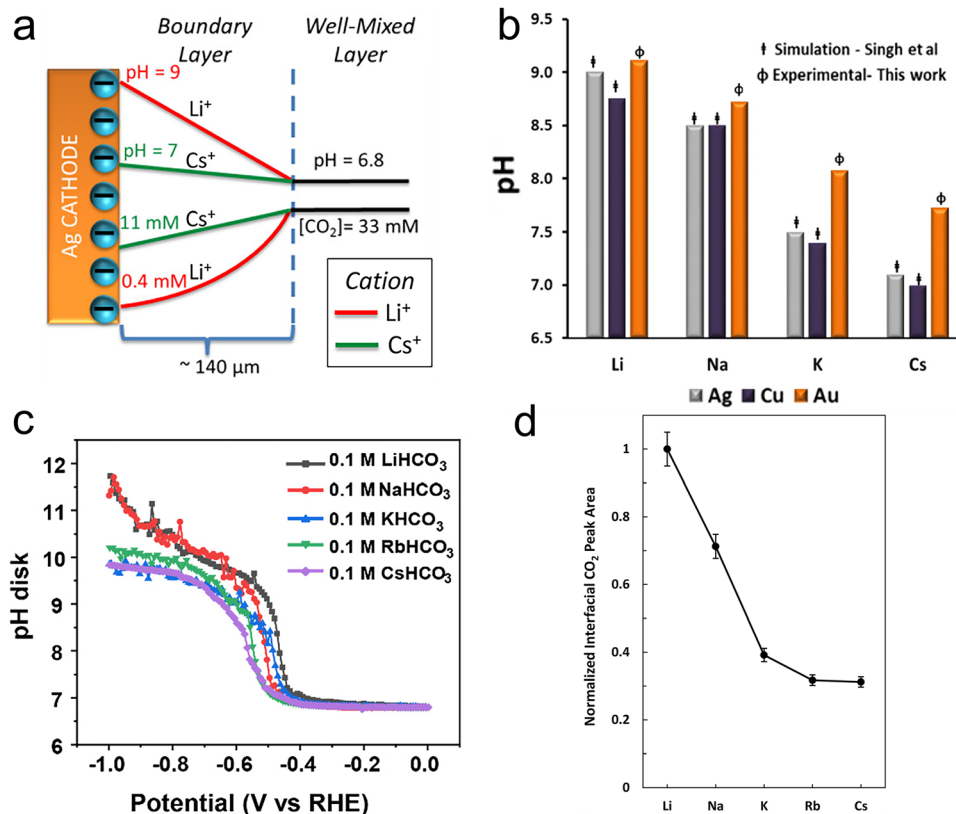 a
Boundary
Layer
Well-Mixed
Layer
Ag CATHODE
pH = 9
Li⁺
pH = 7
Cs⁺
pH = 6.8
11 mM
Cs⁺
[CO₂]= 33 mM
0.4 mM
Li⁺
Cation
Li⁺
Cs⁺
~ 140 µm
b
pH
9.5
9.0
8.5
8.0
7.5
7.0
6.5
ǂ Simulation - Singh et al
ϕ Experimental- This work
ǂ ǂ ϕ ǂ ǂ ϕ ǂ ǂ ϕ ǂ ǂ ϕ
Li Na K Cs
Ag Cu Au
c
pH disk
12
11
10
9
8
7
6
0.1 M LiHCO₃
0.1 M NaHCO₃
0.1 M KHCO₃
0.1 M RbHCO₃
0.1 M CsHCO₃
-1.0 -0.8 -0.6 -0.4 -0.2 0.0
Potential (V vs RHE)
d
Normalized Interfacial CO₂ Peak Area
1
0.8
0.6
0.4
0.2
0
Li Na K Rb Cs